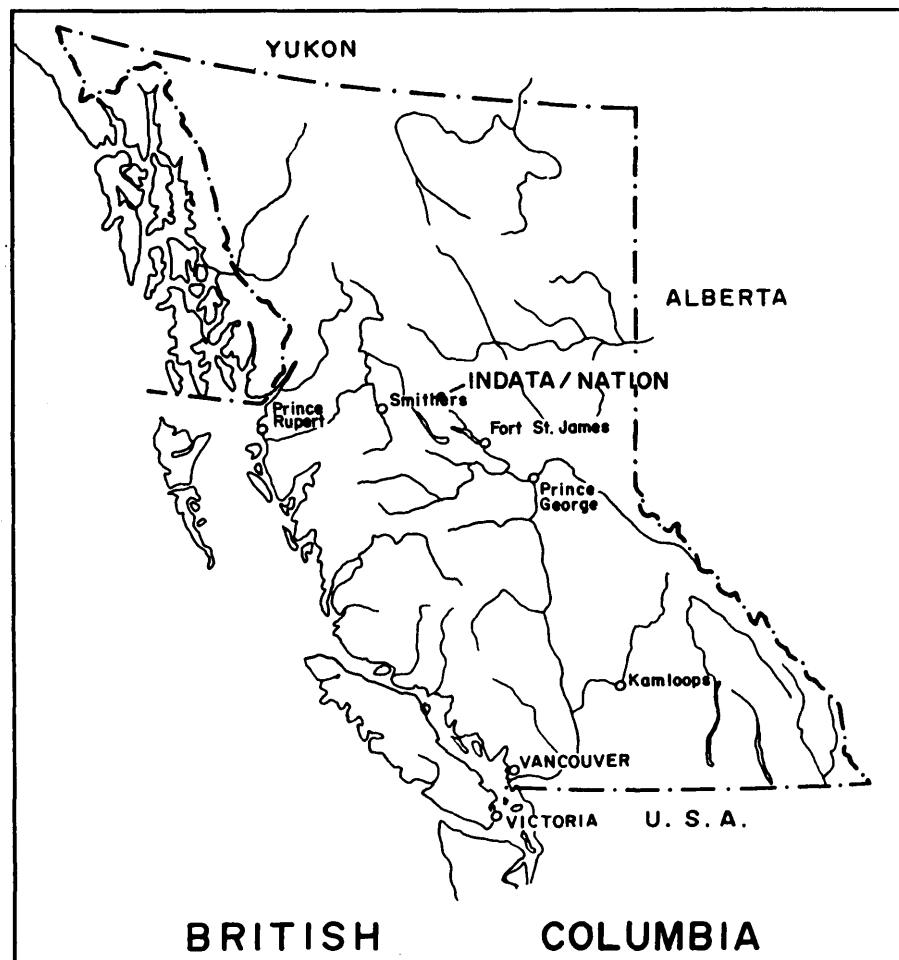 YUKON
ALBERTA
INDATA/NATION
Smithers
Prince
Rupert
Fort St. James
Prince
George
Kamloops
VANCOUVER
VICTORIA
U. S. A.
BRITISH COLUMBIA